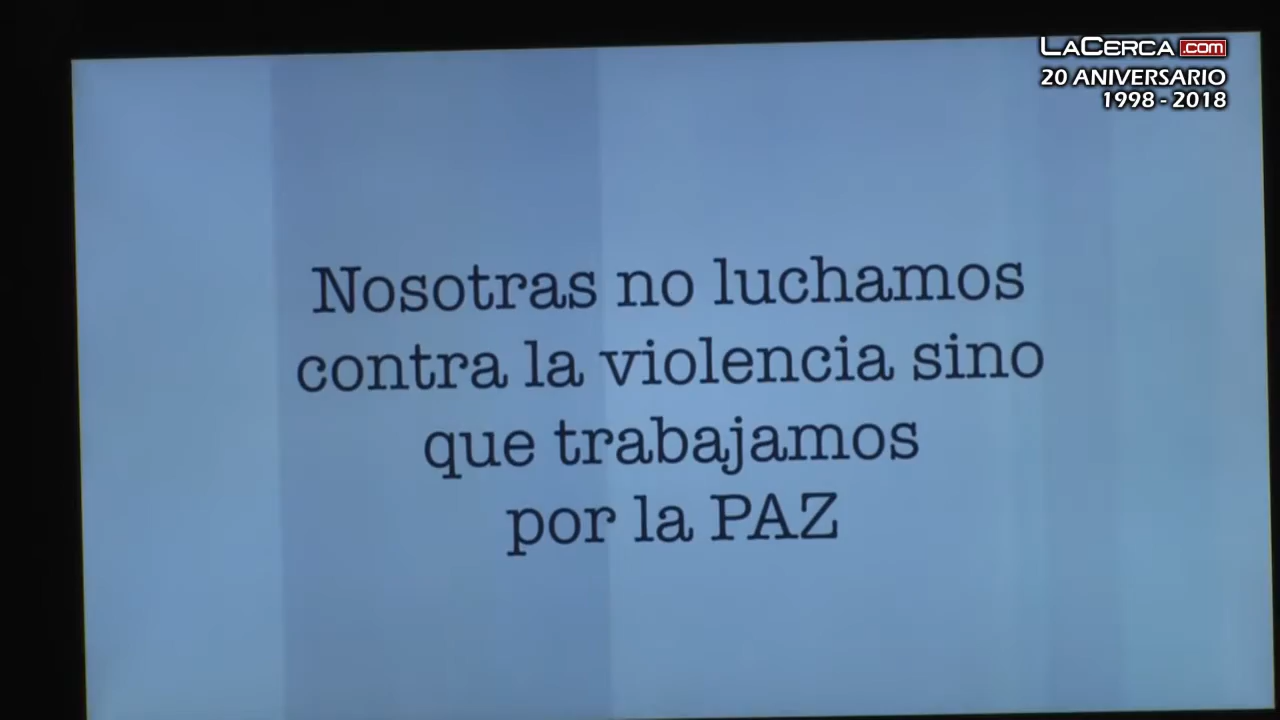 LACERCA.COM
20 ANIVERSARIO
1998 - 2018
Nosotras no luchamos
contra la violencia sino
que trabajamos
por la PAZ